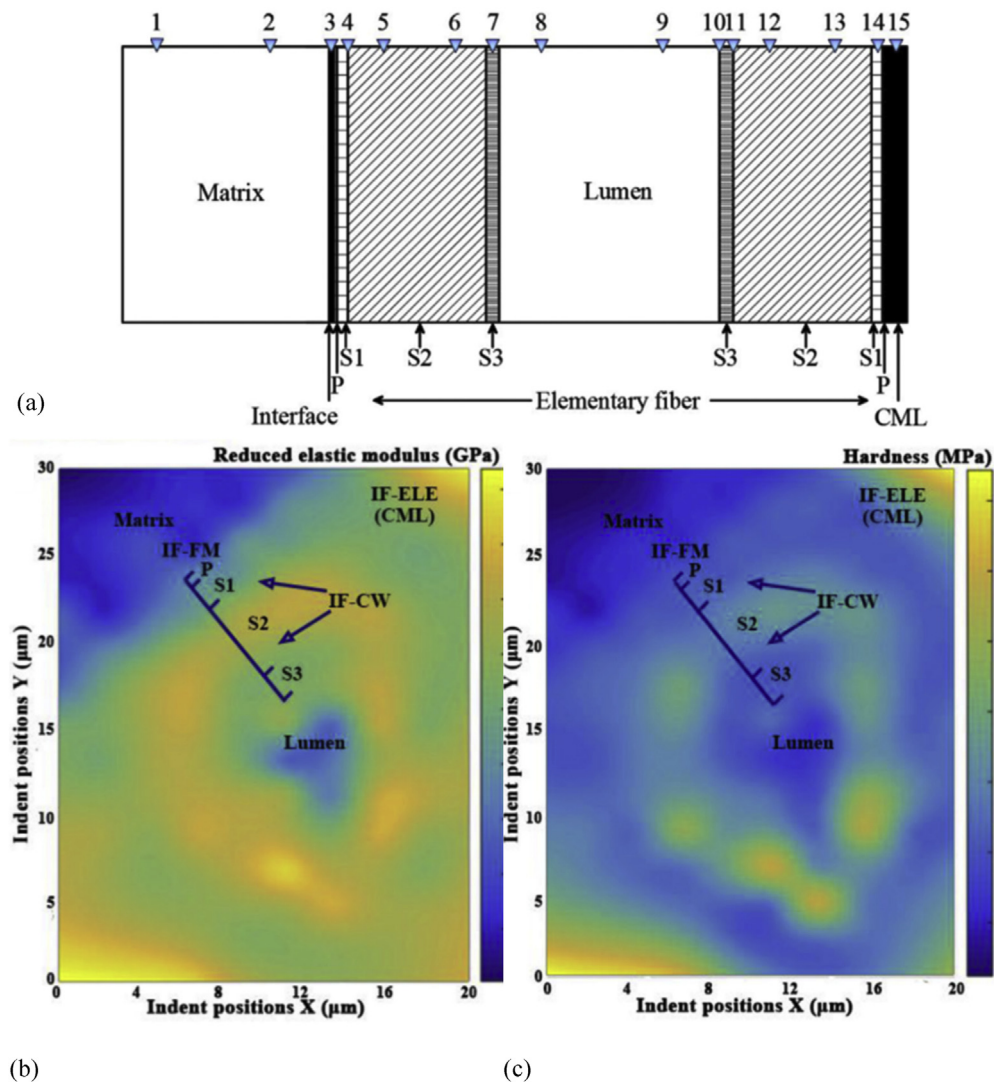 1 2 3 4 5 6 7 8 9 10 11 12 13 14 15
Matrix
Lumen
S1 S2 S3 S3 S2 S1
P P
(a)
Interface Elementary fiber CML
Reduced elastic modulus (GPa)
30
25
20
15
10
5
0
Indent positions Y (µm)
IF-ELE
(CML)
Matrix
IF-FM
P
S1
IF-CW
S2
S3
Lumen
0 4 8 12 16 20
Indent positions X (µm)
(b)
Hardness (MPa)
30
25
20
15
10
5
0
Indent positions Y (µm)
IF-ELE
(CML)
Matrix
IF-FM
P
S1
IF-CW
S2
S3
Lumen
0 4 8 12 16 20
Indent positions X (µm)
(c)